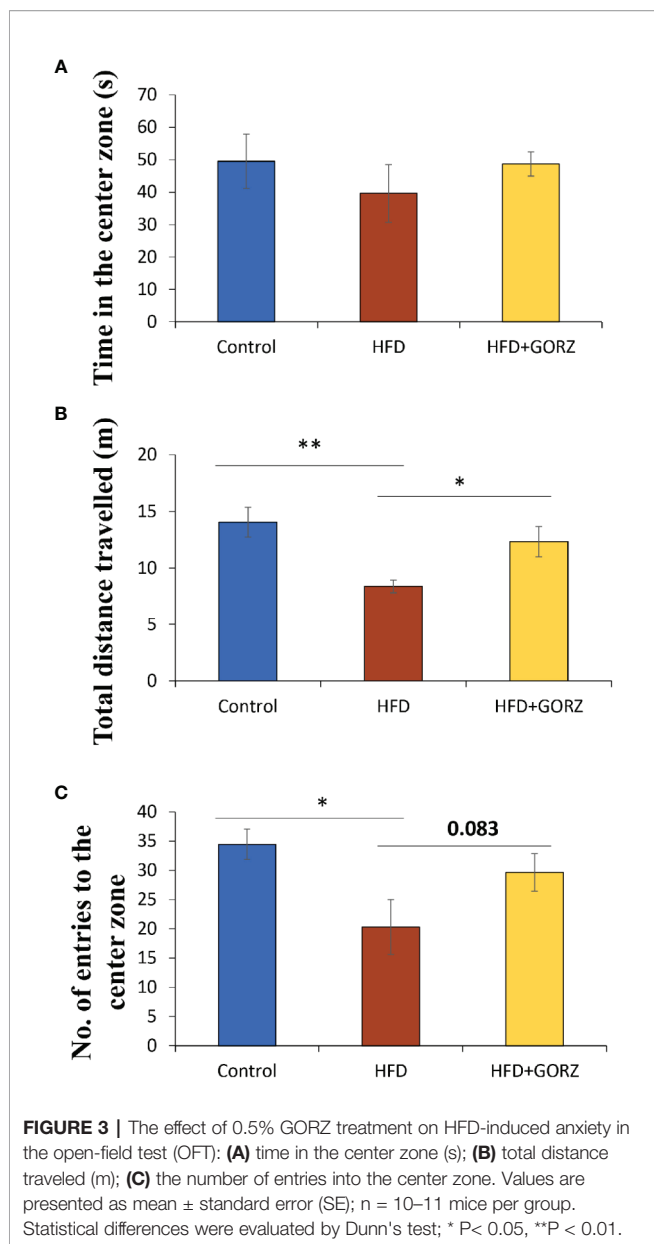 A
Time in the center zone (s)
70
60
50
40
30
20
10
0
Control HFD HFD+GORZ
B
Total distance travelled (m)
20
15
10
5
0
**
*
Control HFD HFD+GORZ
C
No. of entries to the
center zone
40
35
30
25
20
15
10
5
0
*
0.083
Control HFD HFD+GORZ
FIGURE 3 | The effect of 0.5% GORZ treatment on HFD-induced anxiety in
the open-field test (OFT): (A) time in the center zone (s); (B) total distance
traveled (m); (C) the number of entries into the center zone. Values are
presented as mean ± standard error (SE); n = 10–11 mice per group.
Statistical differences were evaluated by Dunn's test; * P< 0.05, **P < 0.01.